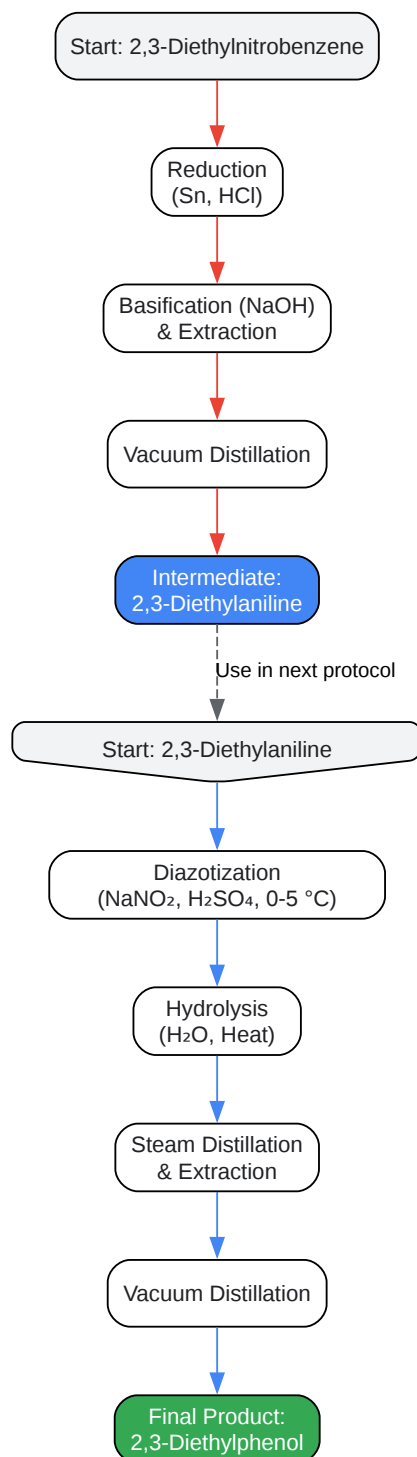 Start: 2,3-Diethylnitrobenzene
Reduction
(Sn, HCl)
Basification (NaOH)
& Extraction
Vacuum Distillation
Intermediate:
2,3-Diethylaniline
Use in next protocol
Start: 2,3-Diethylaniline
Diazotization
(NaNO₂, H₂SO₄, 0-5 °C)
Hydrolysis
(H₂O, Heat)
Steam Distillation
& Extraction
Vacuum Distillation
Final Product:
2,3-Diethylphenol